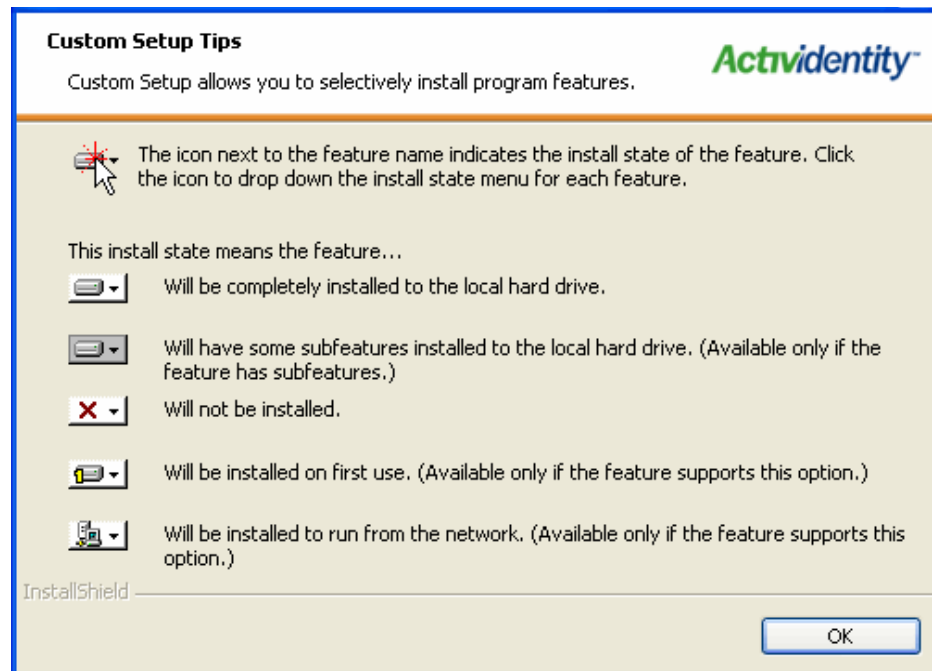 Custom Setup Tips
Custom Setup allows you to selectively install program features.
ActivIdentity™
The icon next to the feature name indicates the install state of the feature. Click
the icon to drop down the install state menu for each feature.
This install state means the feature...
Will be completely installed to the local hard drive.
Will have some subfeatures installed to the local hard drive. (Available only if the
feature has subfeatures.)
Will not be installed.
Will be installed on first use. (Available only if the feature supports this option.)
Will be installed to run from the network. (Available only if the feature supports this
option.)
InstallShield
OK